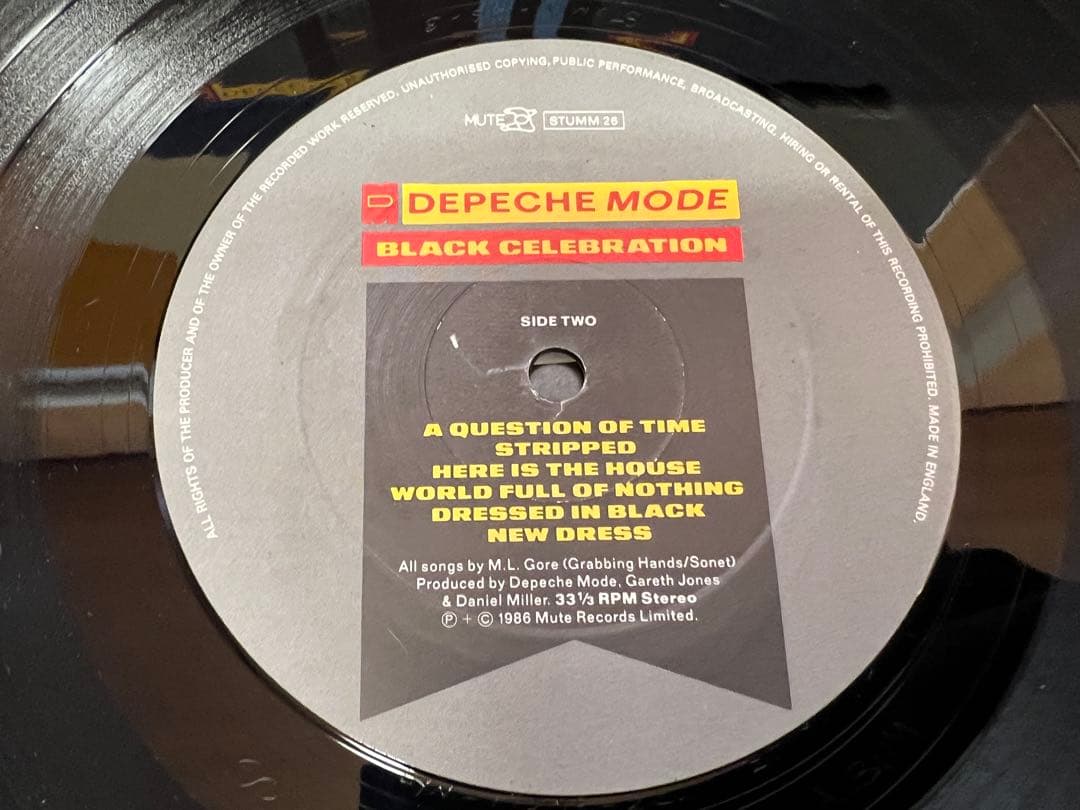 ALL RIGHTS OF THE PRODUCER AND OF THE OWNER OF THE RECORDED WORK RESERVED. UNAUTHORISED COPYING, PUBLIC PERFORMANCE, BROADCASTING, HIRING OR RENTAL OF THIS RECORDING PROHIBITED. MADE IN ENGLAND.
MUTE STUMM 26
D DEPECHE MODE
BLACK CELEBRATION
SIDE TWO
A QUESTION OF TIME
STRIPPED
HERE IS THE HOUSE
WORLD FULL OF NOTHING
DRESSED IN BLACK
NEW DRESS
All songs by M.L. Gore (Grabbing Hands/Sonet)
Produced by Depeche Mode, Gareth Jones
& Daniel Miller. 33⅓ RPM Stereo
Ⓟ + © 1986 Mute Records Limited.